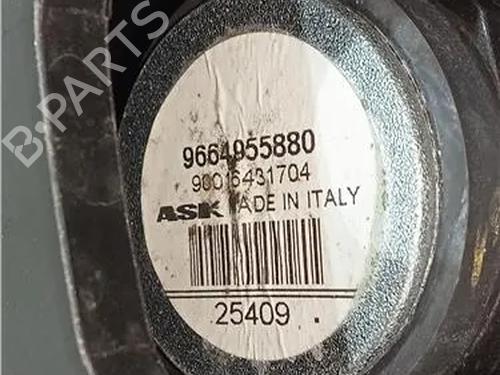 B-PARTS
9664955880
90016431704
ASK MADE IN ITALY
25409